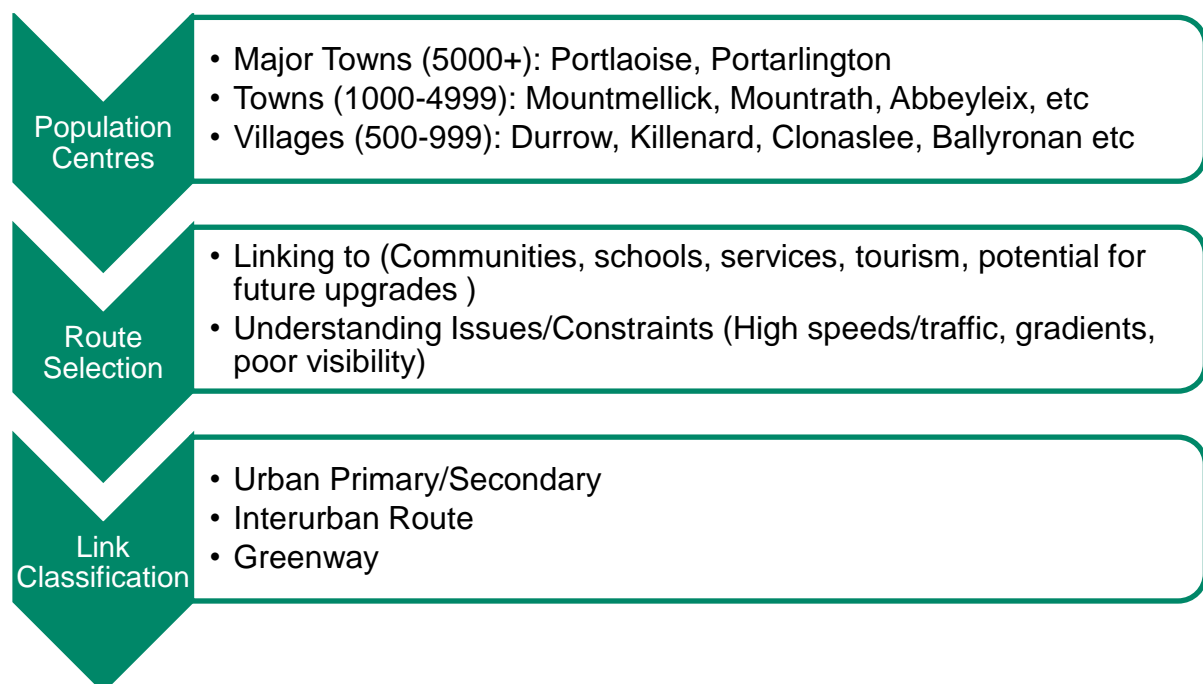 Population
Centres
• Major Towns (5000+): Portlaoise, Portarlington
• Towns (1000-4999): Mountmellick, Mountrath, Abbeyleix, etc
• Villages (500-999): Durrow, Killenard, Clonaslee, Ballyronan etc
Route
Selection
• Linking to (Communities, schools, services, tourism, potential for
future upgrades )
• Understanding Issues/Constraints (High speeds/traffic, gradients,
poor visibility)
Link
Classification
• Urban Primary/Secondary
• Interurban Route
• Greenway